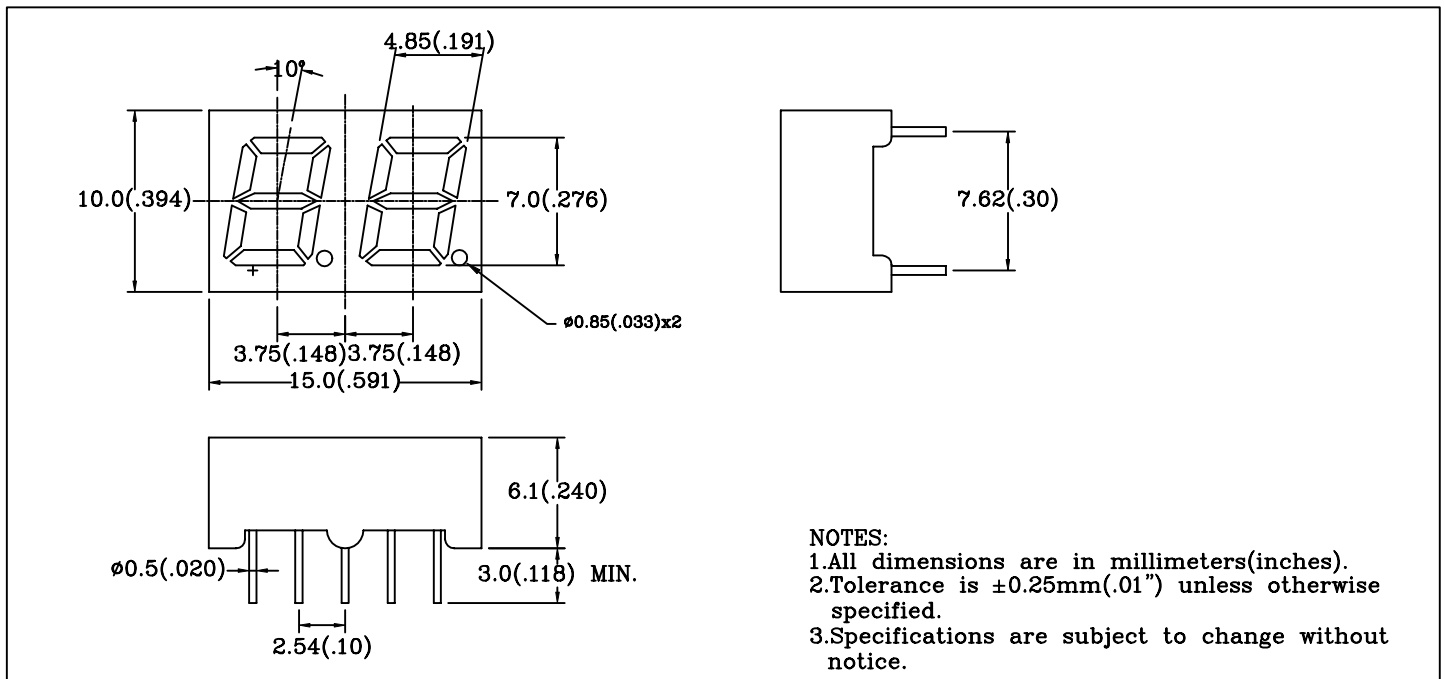 4.85(.191)
10°
10.0(.394)
7.0(.276)
7.62(.30)
ø0.85(.033)x2
3.75(.148)3.75(.148)
15.0(.591)
6.1(.240)
ø0.5(.020)
3.0(.118) MIN.
2.54(.10)
NOTES:
1.All dimensions are in millimeters(inches).
2.Tolerance is ±0.25mm(.01") unless otherwise
specified.
3.Specifications are subject to change without
notice.